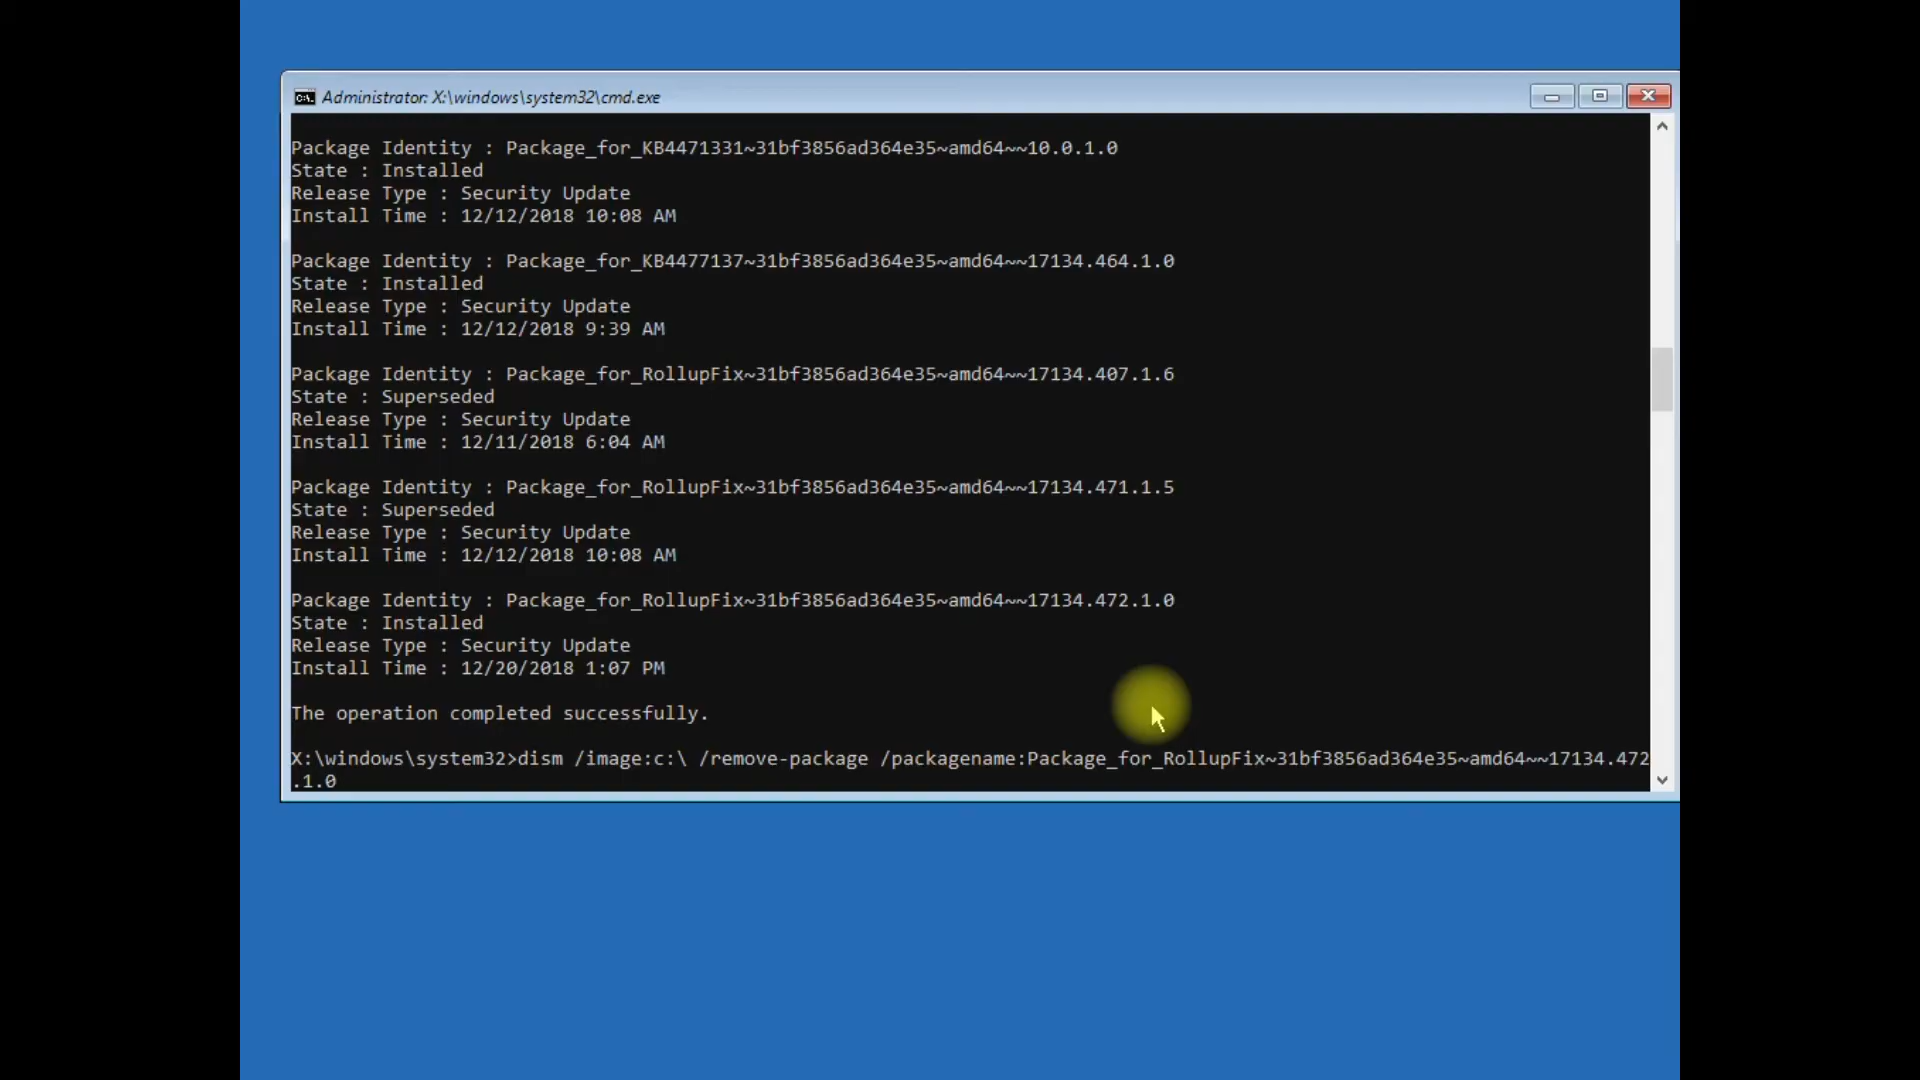 Administrator: X:\windows\system32\cmd.exe
Package Identity : Package_for_KB4471331~31bf3856ad364e35~amd64~~10.0.1.0
State : Installed
Release Type : Security Update
Install Time : 12/12/2018 10:08 AM
Package Identity : Package_for_KB4477137~31bf3856ad364e35~amd64~~17134.464.1.0
State : Installed
Release Type : Security Update
Install Time : 12/12/2018 9:39 AM
Package Identity : Package_for_RollupFix~31bf3856ad364e35~amd64~~17134.407.1.6
State : Superseded
Release Type : Security Update
Install Time : 12/11/2018 6:04 AM
Package Identity : Package_for_RollupFix~31bf3856ad364e35~amd64~~17134.471.1.5
State : Superseded
Release Type : Security Update
Install Time : 12/12/2018 10:08 AM
Package Identity : Package_for_RollupFix~31bf3856ad364e35~amd64~~17134.472.1.0
State : Installed
Release Type : Security Update
Install Time : 12/20/2018 1:07 PM
The operation completed successfully.
X:\windows\system32>dism /image:c:\ /remove-package /packagename:Package_for_RollupFix~31bf3856ad364e35~amd64~~17134.472
.1.0